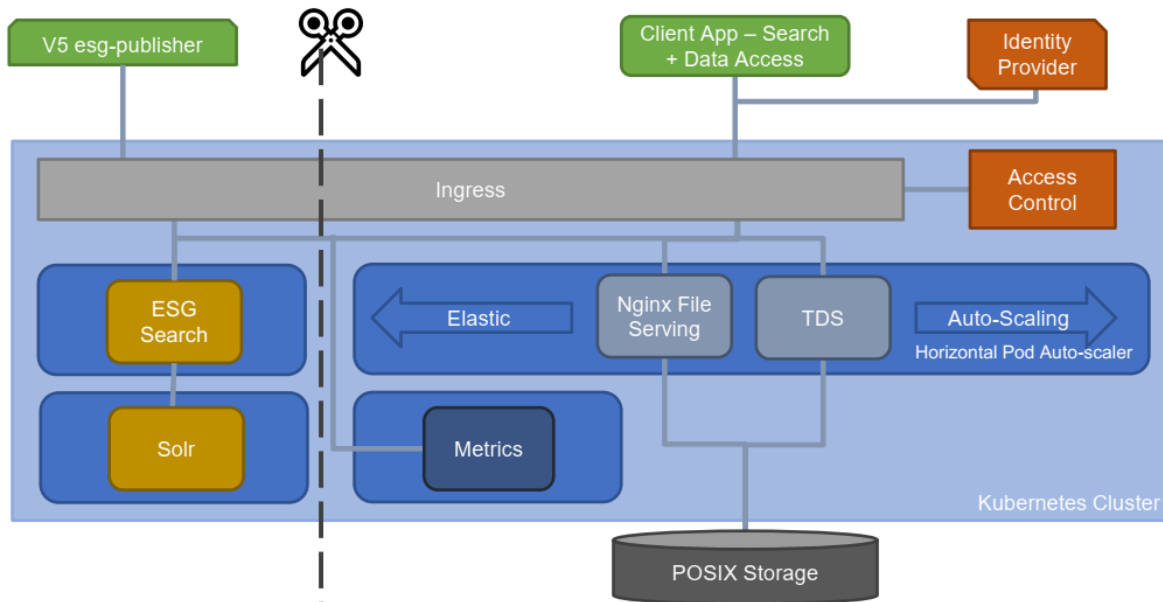 V5 esg-publisher
Client App – Search
+ Data Access
Identity
Provider
Ingress
Access
Control
ESG
Search
Elastic
Nginx File
Serving
TDS
Auto-Scaling
Horizontal Pod Auto-scaler
Solr
Metrics
Kubernetes Cluster
POSIX Storage